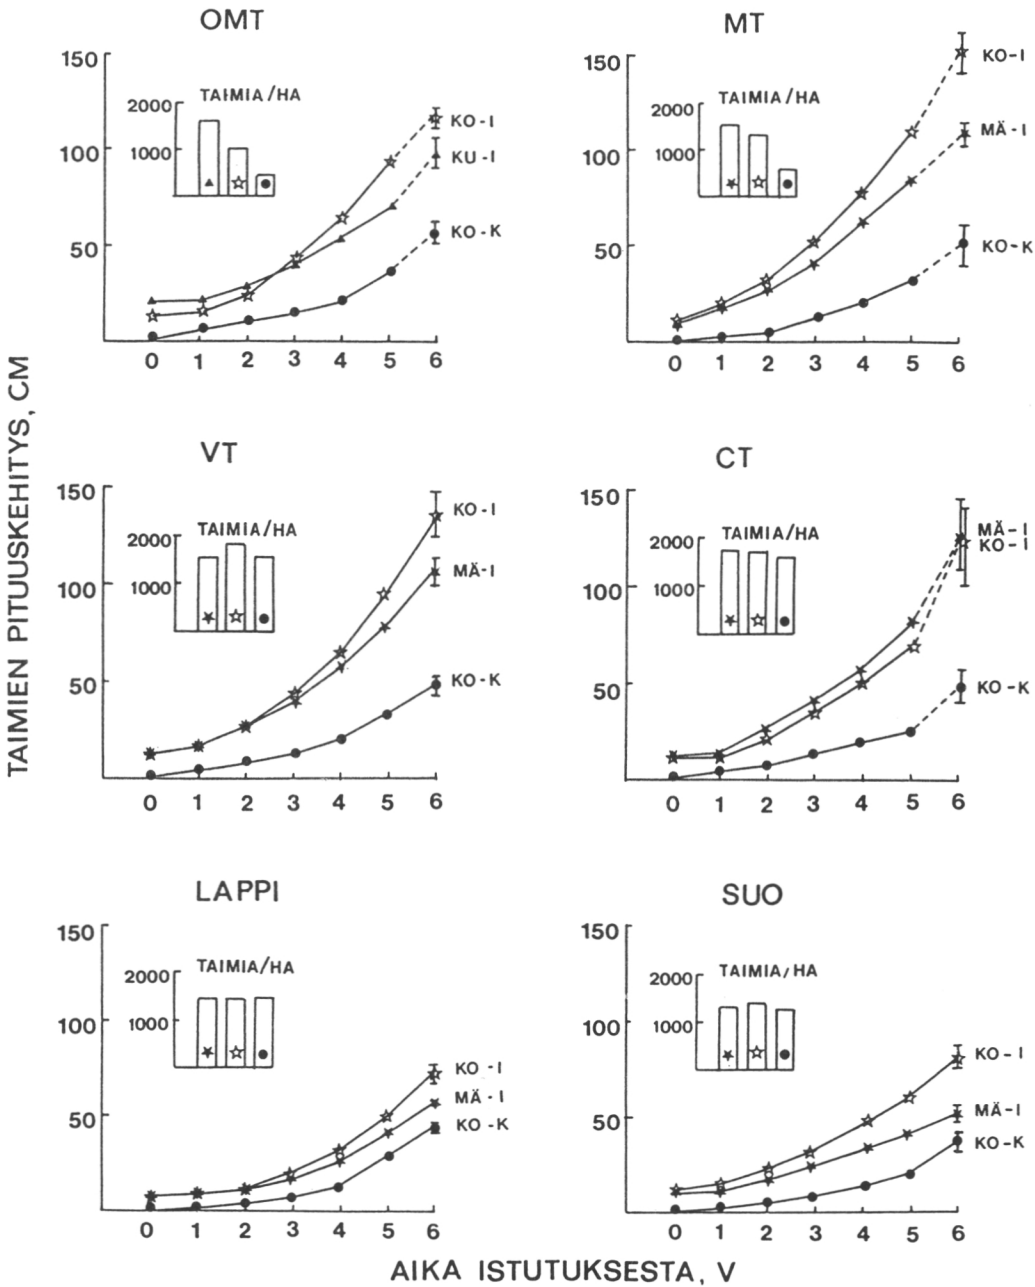 OMT
150
100
50
TAIMIA/HA
2000
1000
KO-I
KU-I
KO-K
0 1 2 3 4 5 6
MT
150
100
50
TAIMIA/HA
2000
1000
KO-I
MÄ-I
KO-K
0 1 2 3 4 5 6
TAIMIEN PITUUSKEHITYS, CM
VT
150
100
50
TAIMIA/HA
2000
1000
KO-I
MÄ-I
KO-K
0 1 2 3 4 5 6
CT
150
100
50
TAIMIA/HA
2000
1000
MÄ-I
KO-I
KO-K
0 1 2 3 4 5 6
LAPPI
150
100
50
TAIMIA/HA
2000
1000
KO-I
MÄ-I
KO-K
0 1 2 3 4 5 6
SUO
150
100
50
TAIMIA/HA
2000
1000
KO-I
MÄ-I
KO-K
0 1 2 3 4 5 6
AIKA ISTUTUKSESTA, V